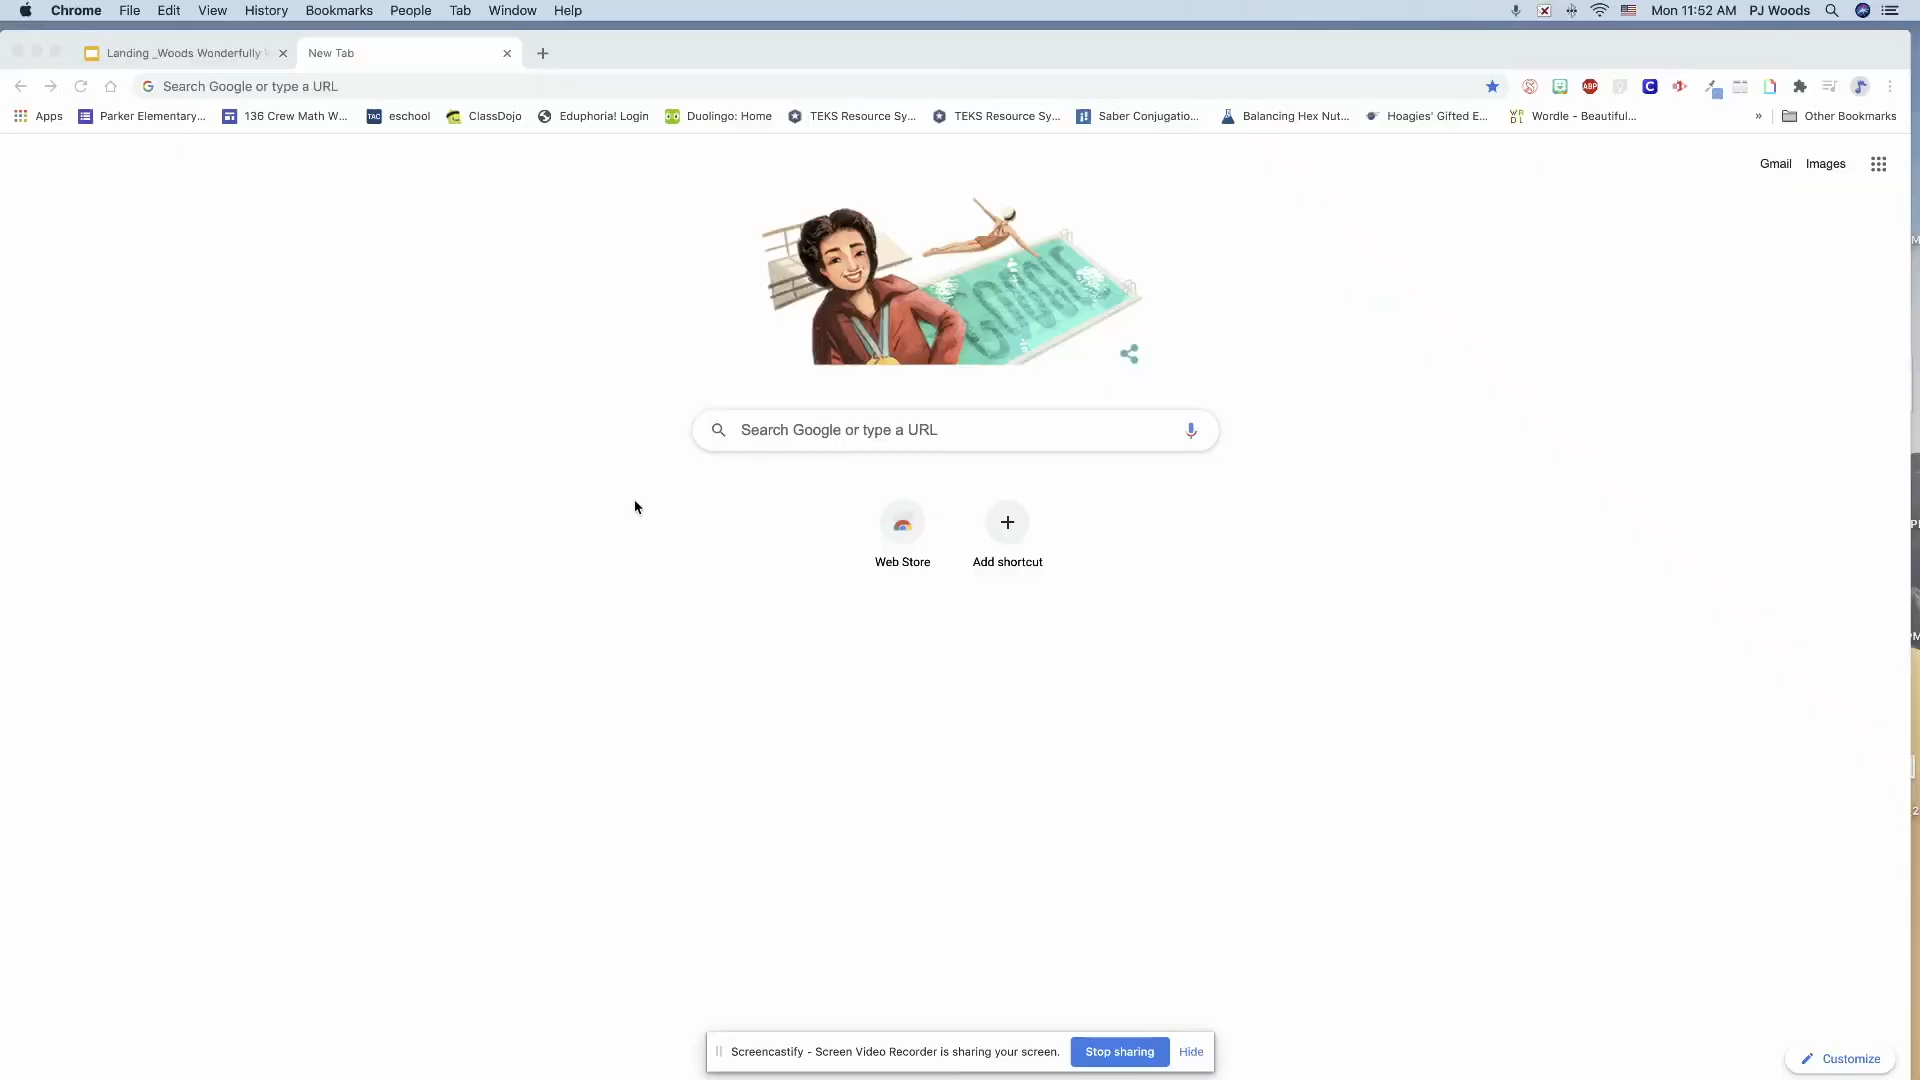 Chrome File Edit View History Bookmarks People Tab Window Help Mon 11:52 AM PJ Woods
Landing _Woods Wonderfully New Tab
Search Google or type a URL
ABP
Apps Parker Elementary... 136 Crew Math W... TAC eschool ClassDojo Eduphoria! Login Duolingo: Home TEKS Resource Sy... TEKS Resource Sy... Saber Conjugatio... Balancing Hex Nut... Hoagies' Gifted E... Wordle - Beautiful... » Other Bookmarks
Gmail Images
Search Google or type a URL
Web Store Add shortcut
Screencastify - Screen Video Recorder is sharing your screen. Stop sharing Hide
Customize